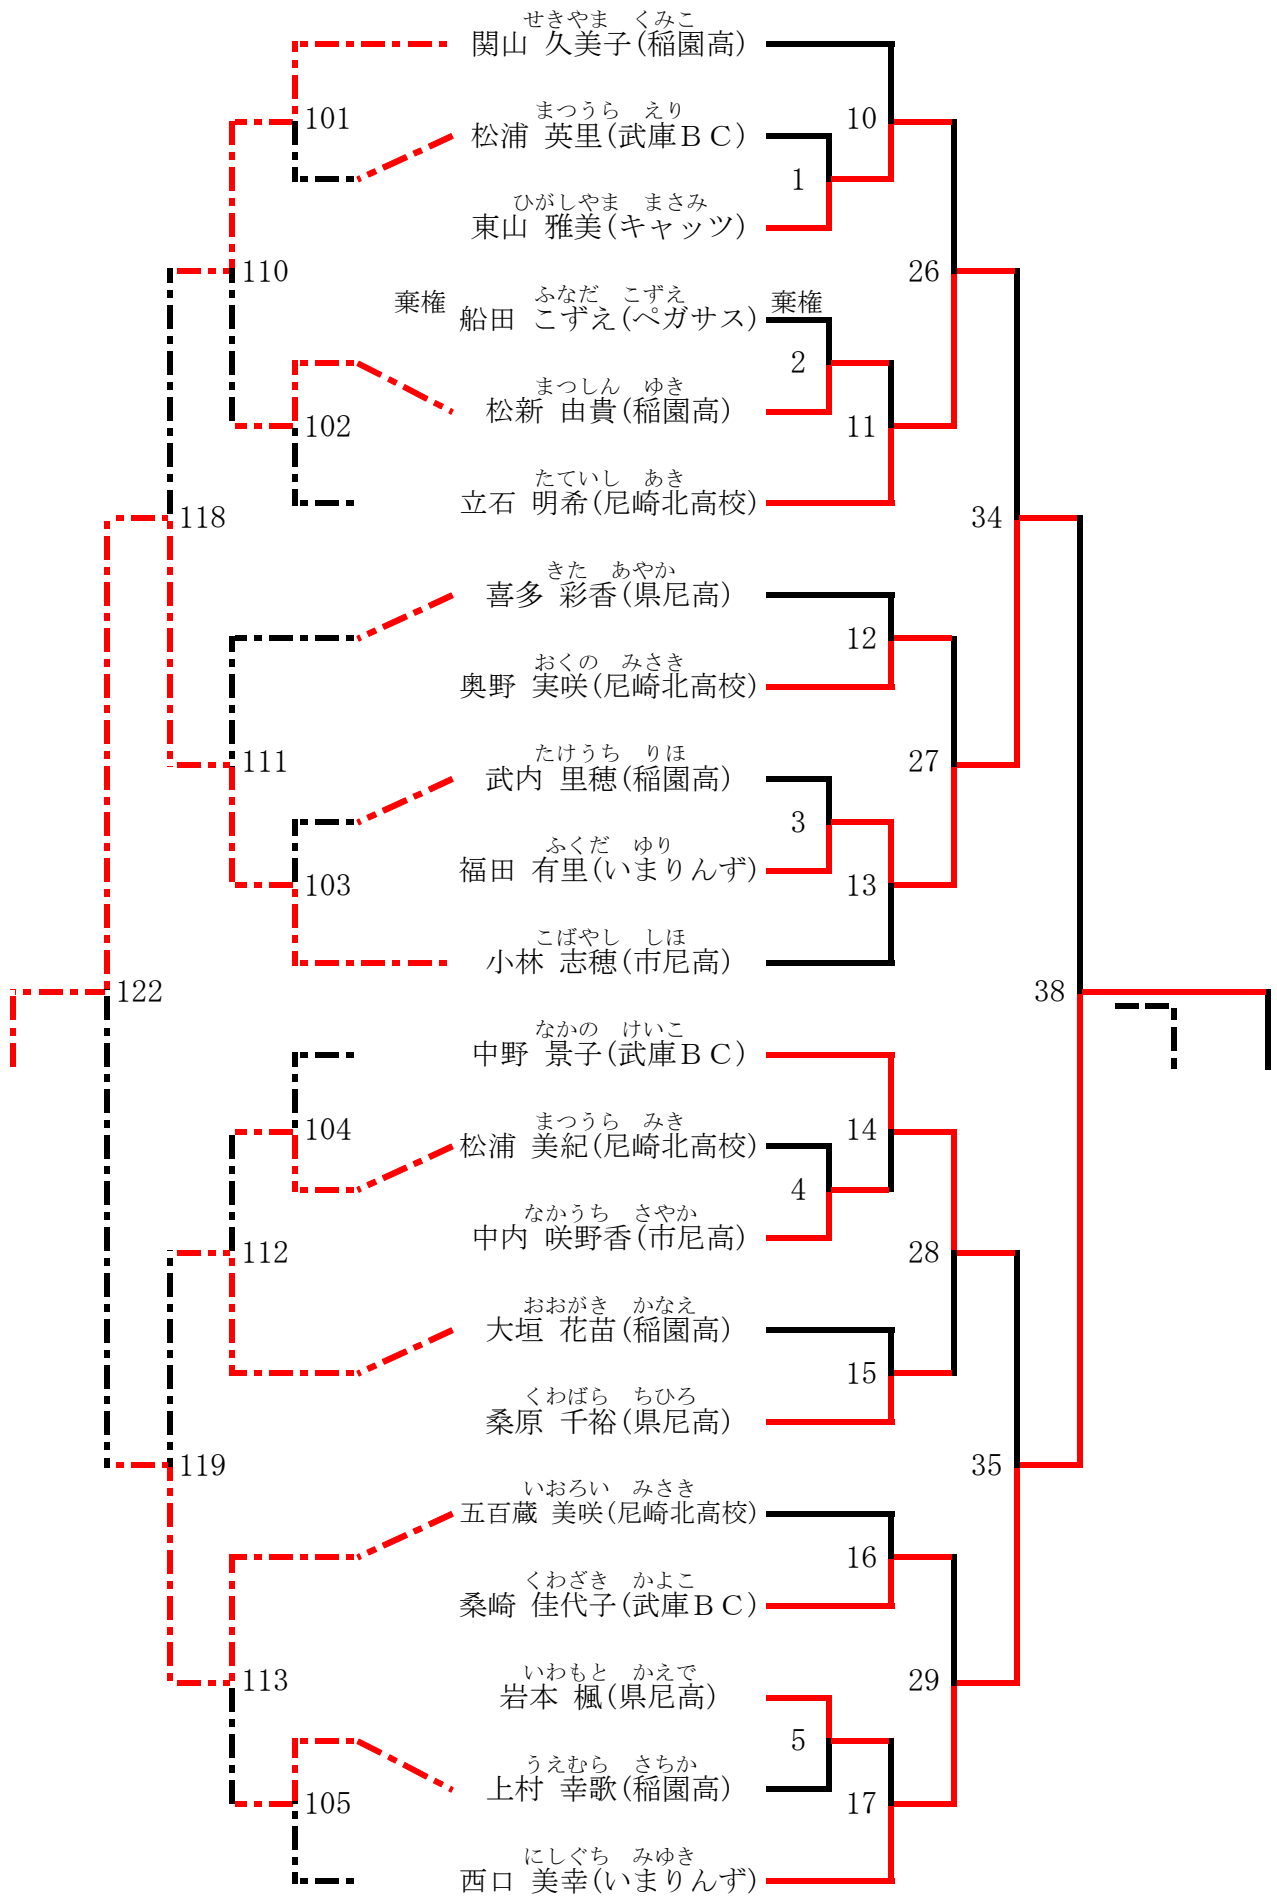 せきやま　くみこ
関山 久美子(稲園高)
101
まつうら　えり
松浦 英里(武庫ＢＣ)
10
1
ひがしやま　まさみ
東山 雅美(キャッツ)
110
26
棄権
ふなだ　こずえ
船田 こずえ(ペガサス)
棄権
2
まつしん　ゆき
松新 由貴(稲園高)
102
11
たていし　あき
立石 明希(尼崎北高校)
118
34
きた　あやか
喜多 彩香(県尼高)
12
おくの　みさき
奥野 実咲(尼崎北高校)
111
27
たけうち　りほ
武内 里穂(稲園高)
3
ふくだ　ゆり
福田 有里(いまりんず)
103
13
こばやし　しほ
小林 志穂(市尼高)
122
38
なかの　けいこ
中野 景子(武庫ＢＣ)
104
14
まつうら　みき
松浦 美紀(尼崎北高校)
4
なかうち　さやか
中内 咲野香(市尼高)
112
28
おおがき　かなえ
大垣 花苗(稲園高)
15
くわばら　ちひろ
桑原 千裕(県尼高)
119
35
いおろい　みさき
五百蔵 美咲(尼崎北高校)
16
くわざき　かよこ
桑崎 佳代子(武庫ＢＣ)
113
29
いわもと　かえで
岩本 楓(県尼高)
5
うえむら　さちか
上村 幸歌(稲園高)
105
17
にしぐち　みゆき
西口 美幸(いまりんず)